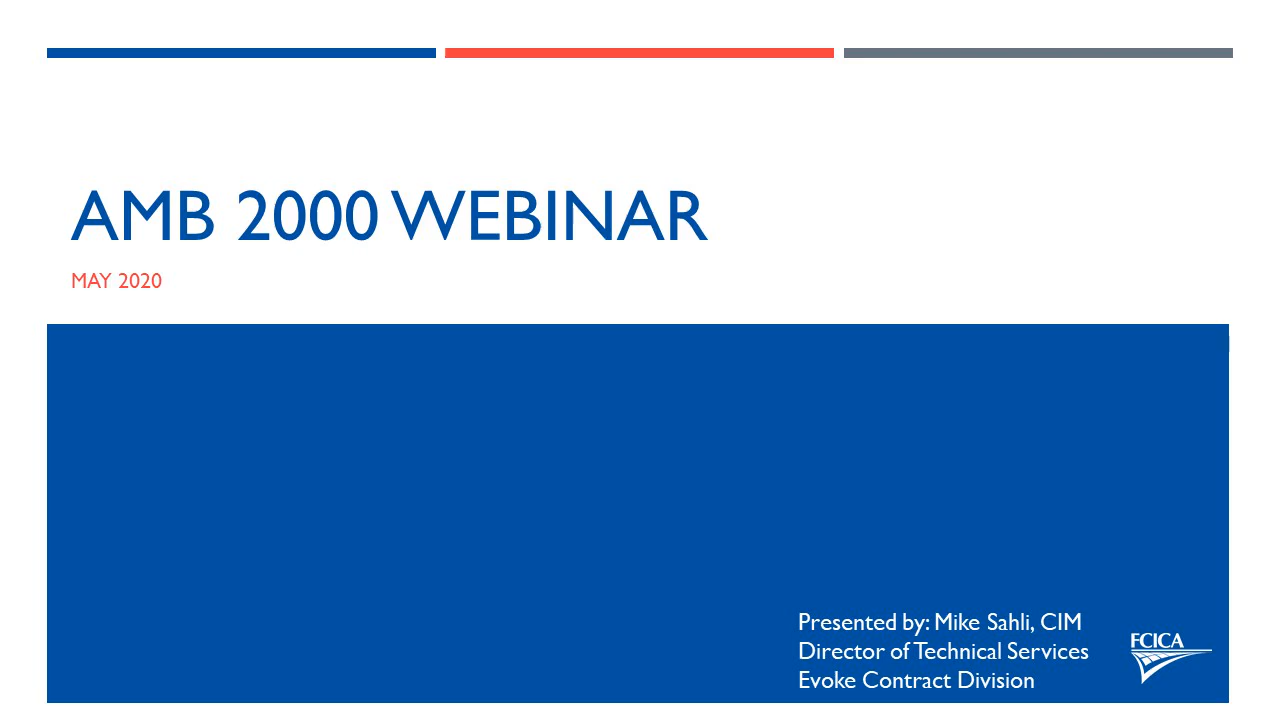 AMB 2000 WEBINAR
MAY 2020
Presented by: Mike Sahli, CIM
Director of Technical Services
Evoke Contract Division
FCICA